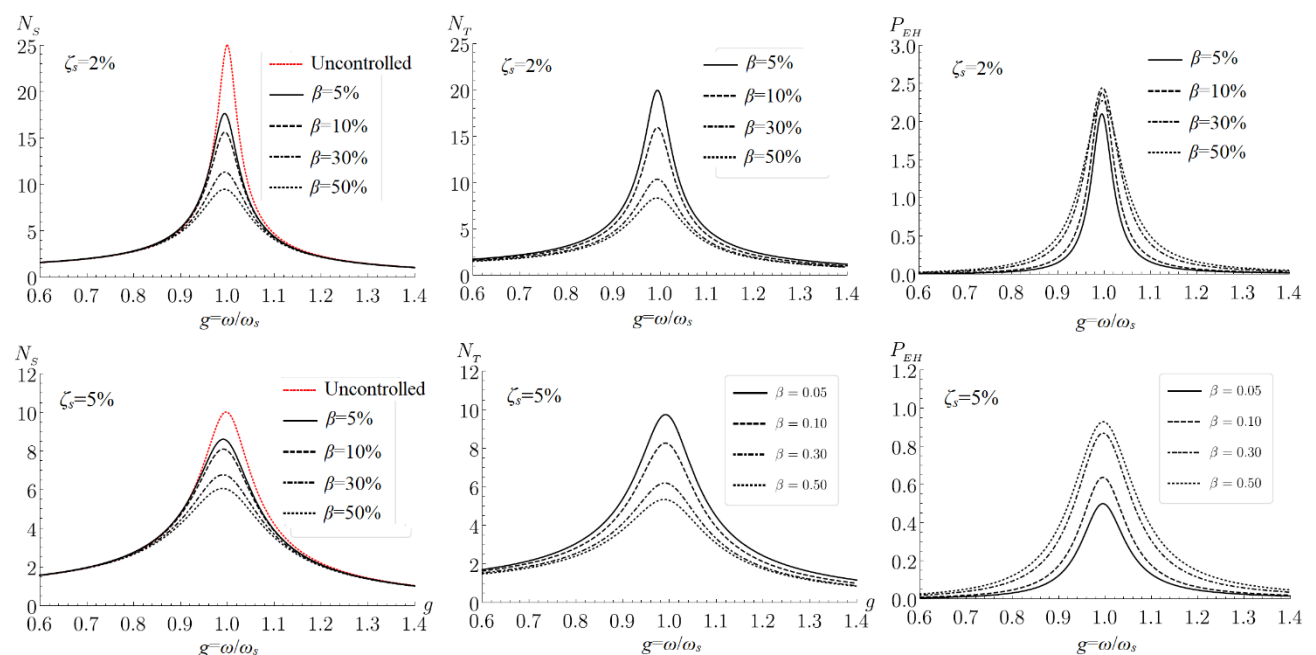 N_S
25
20
15
10
5
0
ζ_s=2%
Uncontrolled
β=5%
β=10%
β=30%
β=50%
0.6 0.7 0.8 0.9 1.0 1.1 1.2 1.3 1.4
g=ω/ω_s
N_T
25
20
15
10
5
0
ζ_s=2%
β=5%
β=10%
β=30%
β=50%
0.6 0.7 0.8 0.9 1.0 1.1 1.2 1.3 1.4
g=ω/ω_s
P_EH
3.0
2.5
2.0
1.5
1.0
0.5
0.0
ζ_s=2%
β=5%
β=10%
β=30%
β=50%
0.6 0.7 0.8 0.9 1.0 1.1 1.2 1.3 1.4
g=ω/ω_s
N_S
12
10
8
6
4
2
0
ζ_s=5%
Uncontrolled
β=5%
β=10%
β=30%
β=50%
g
0.6 0.7 0.8 0.9 1.0 1.1 1.2 1.3 1.4
g=ω/ω_s
N_T
12
10
8
6
4
2
0
ζ_s=5%
β = 0.05
β = 0.10
β = 0.30
β = 0.50
0.6 0.7 0.8 0.9 1.0 1.1 1.2 1.3 1.4
g=ω/ω_s
P_EH
1.2
1.0
0.8
0.6
0.4
0.2
0.0
ζ_s=5%
β = 0.05
β = 0.10
β = 0.30
β = 0.50
0.6 0.7 0.8 0.9 1.0 1.1 1.2 1.3 1.4
g=ω/ω_s